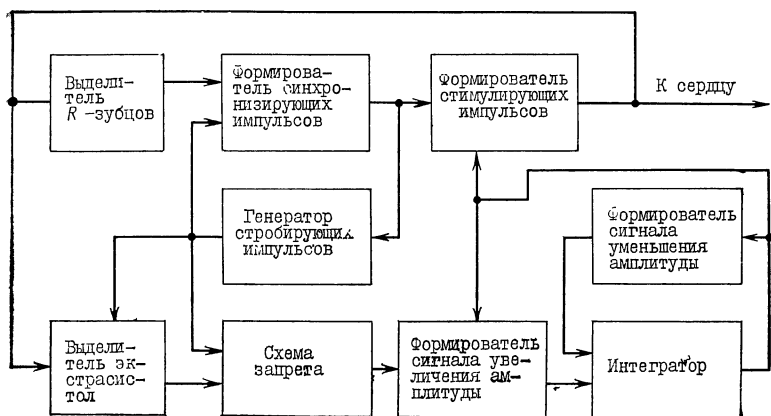 Выдели-
тель
R -зубцов
Формирова-
тель синхро-
низирующих
импульсов
Формирователь
стимулирующих
импульсов
К сердцу
Генератор
стробирующих
импульсов
Формирователь
сигнала
уменьшения
амплитуды
Выдели-
тель эк-
страсис-
тол
Схема
запрета
Формирователь
сигнала уве-
личения ам-
плитуды
Интегратор